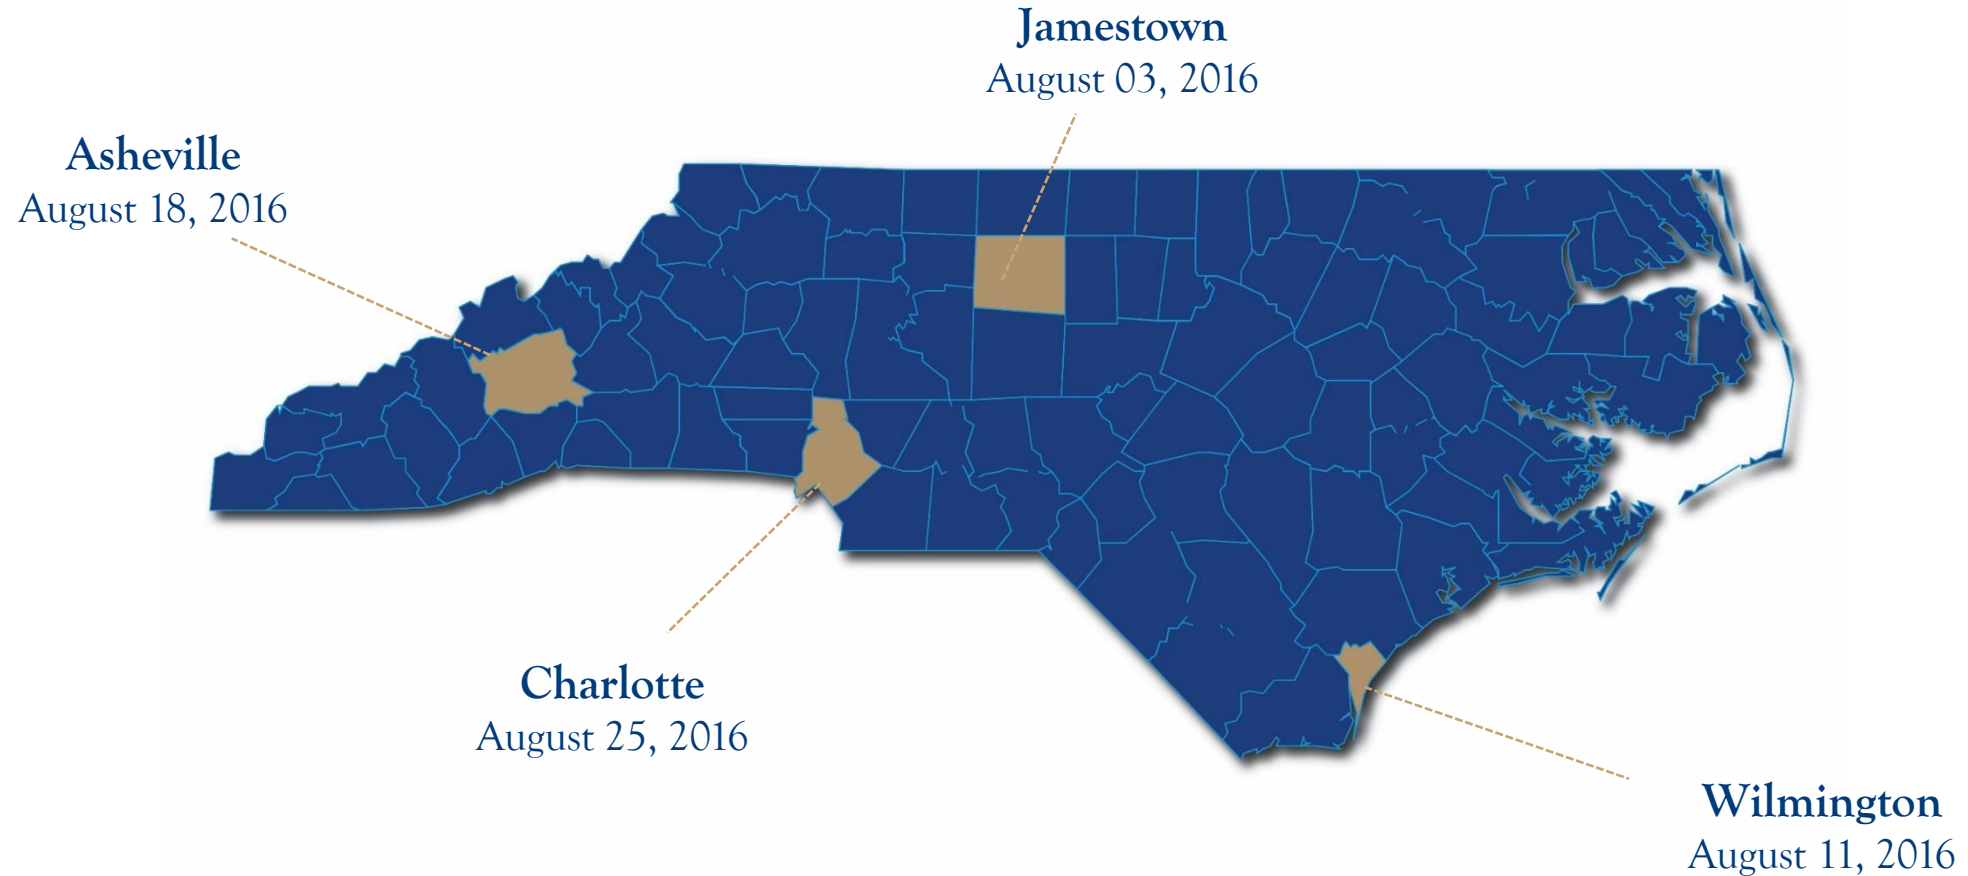 Jamestown
August 03, 2016
Asheville
August 18, 2016
Charlotte
August 25, 2016
Wilmington
August 11, 2016